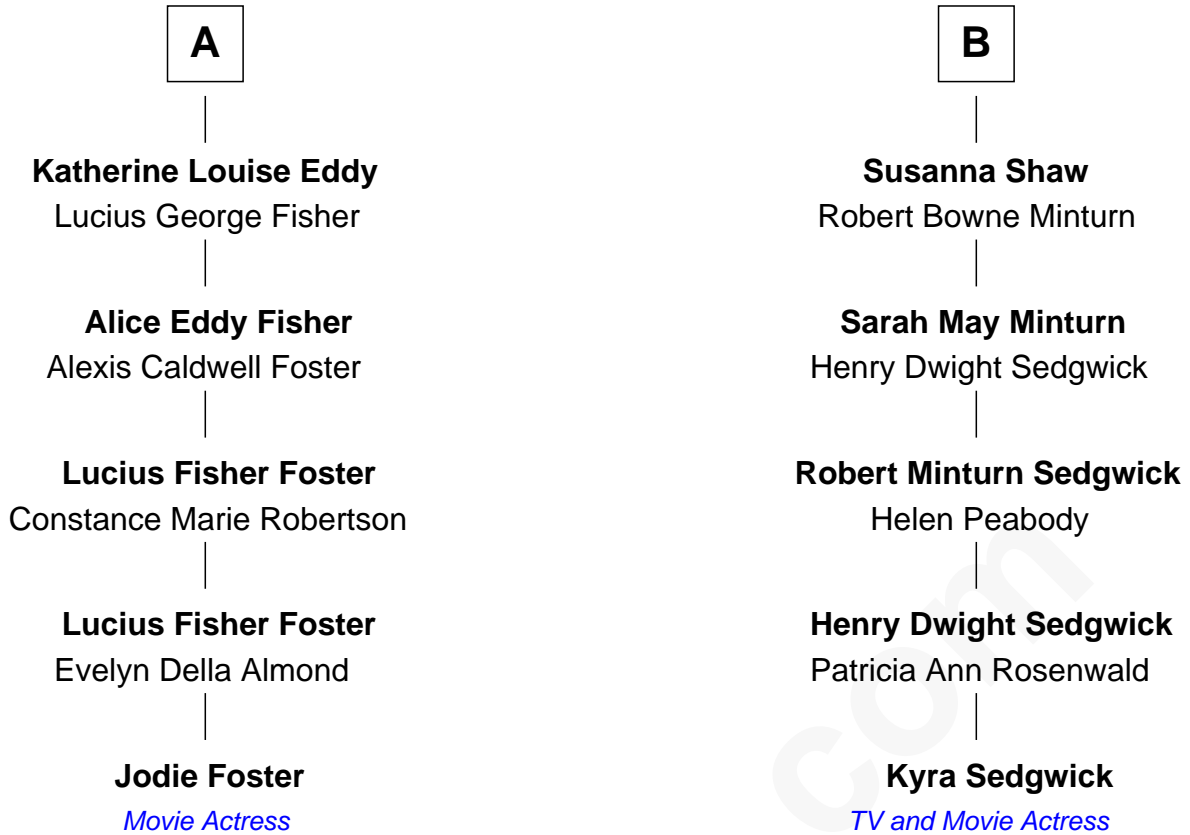 A
Katherine Louise Eddy
Lucius George Fisher
Alice Eddy Fisher
Alexis Caldwell Foster
Lucius Fisher Foster
Constance Marie Robertson
Lucius Fisher Foster
Evelyn Della Almond
Jodie Foster
Movie Actress
B
Susanna Shaw
Robert Bowne Minturn
Sarah May Minturn
Henry Dwight Sedgwick
Robert Minturn Sedgwick
Helen Peabody
Henry Dwight Sedgwick
Patricia Ann Rosenwald
Kyra Sedgwick
TV and Movie Actress
com